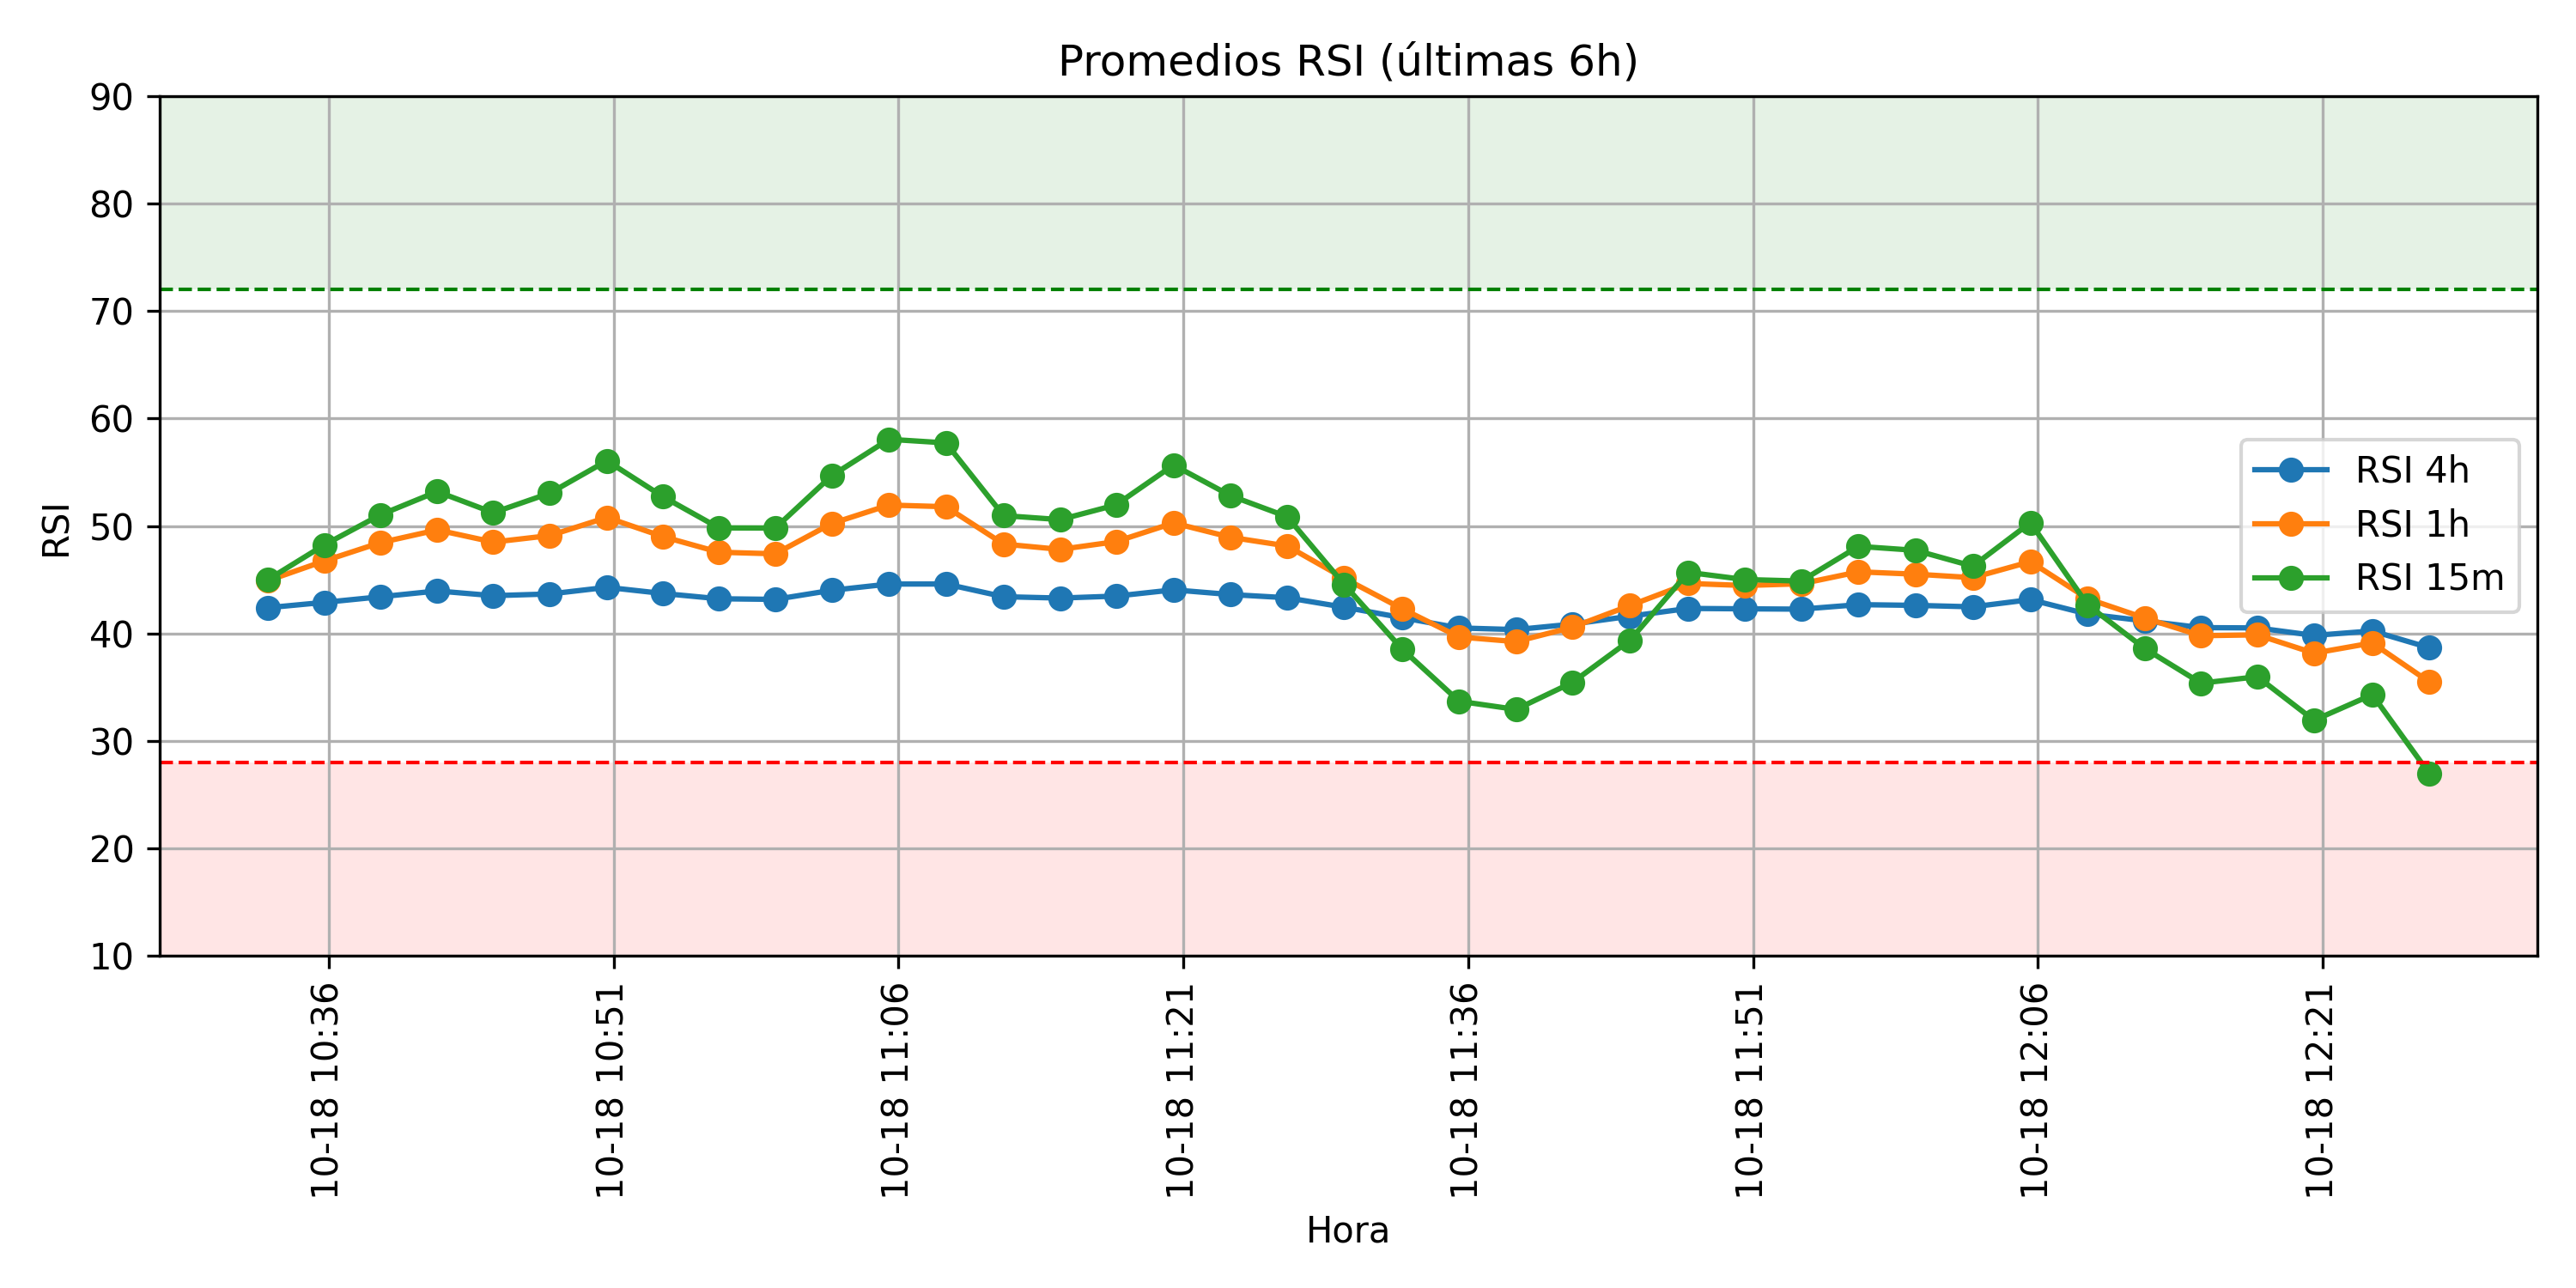 Promedios RSI (últimas 6h)
RSI
90
80
70
60
50
40
30
20
10
RSI 4h
RSI 1h
RSI 15m
10-18 10:36
10-18 10:51
10-18 11:06
10-18 11:21
10-18 11:36
10-18 11:51
10-18 12:06
10-18 12:21
Hora